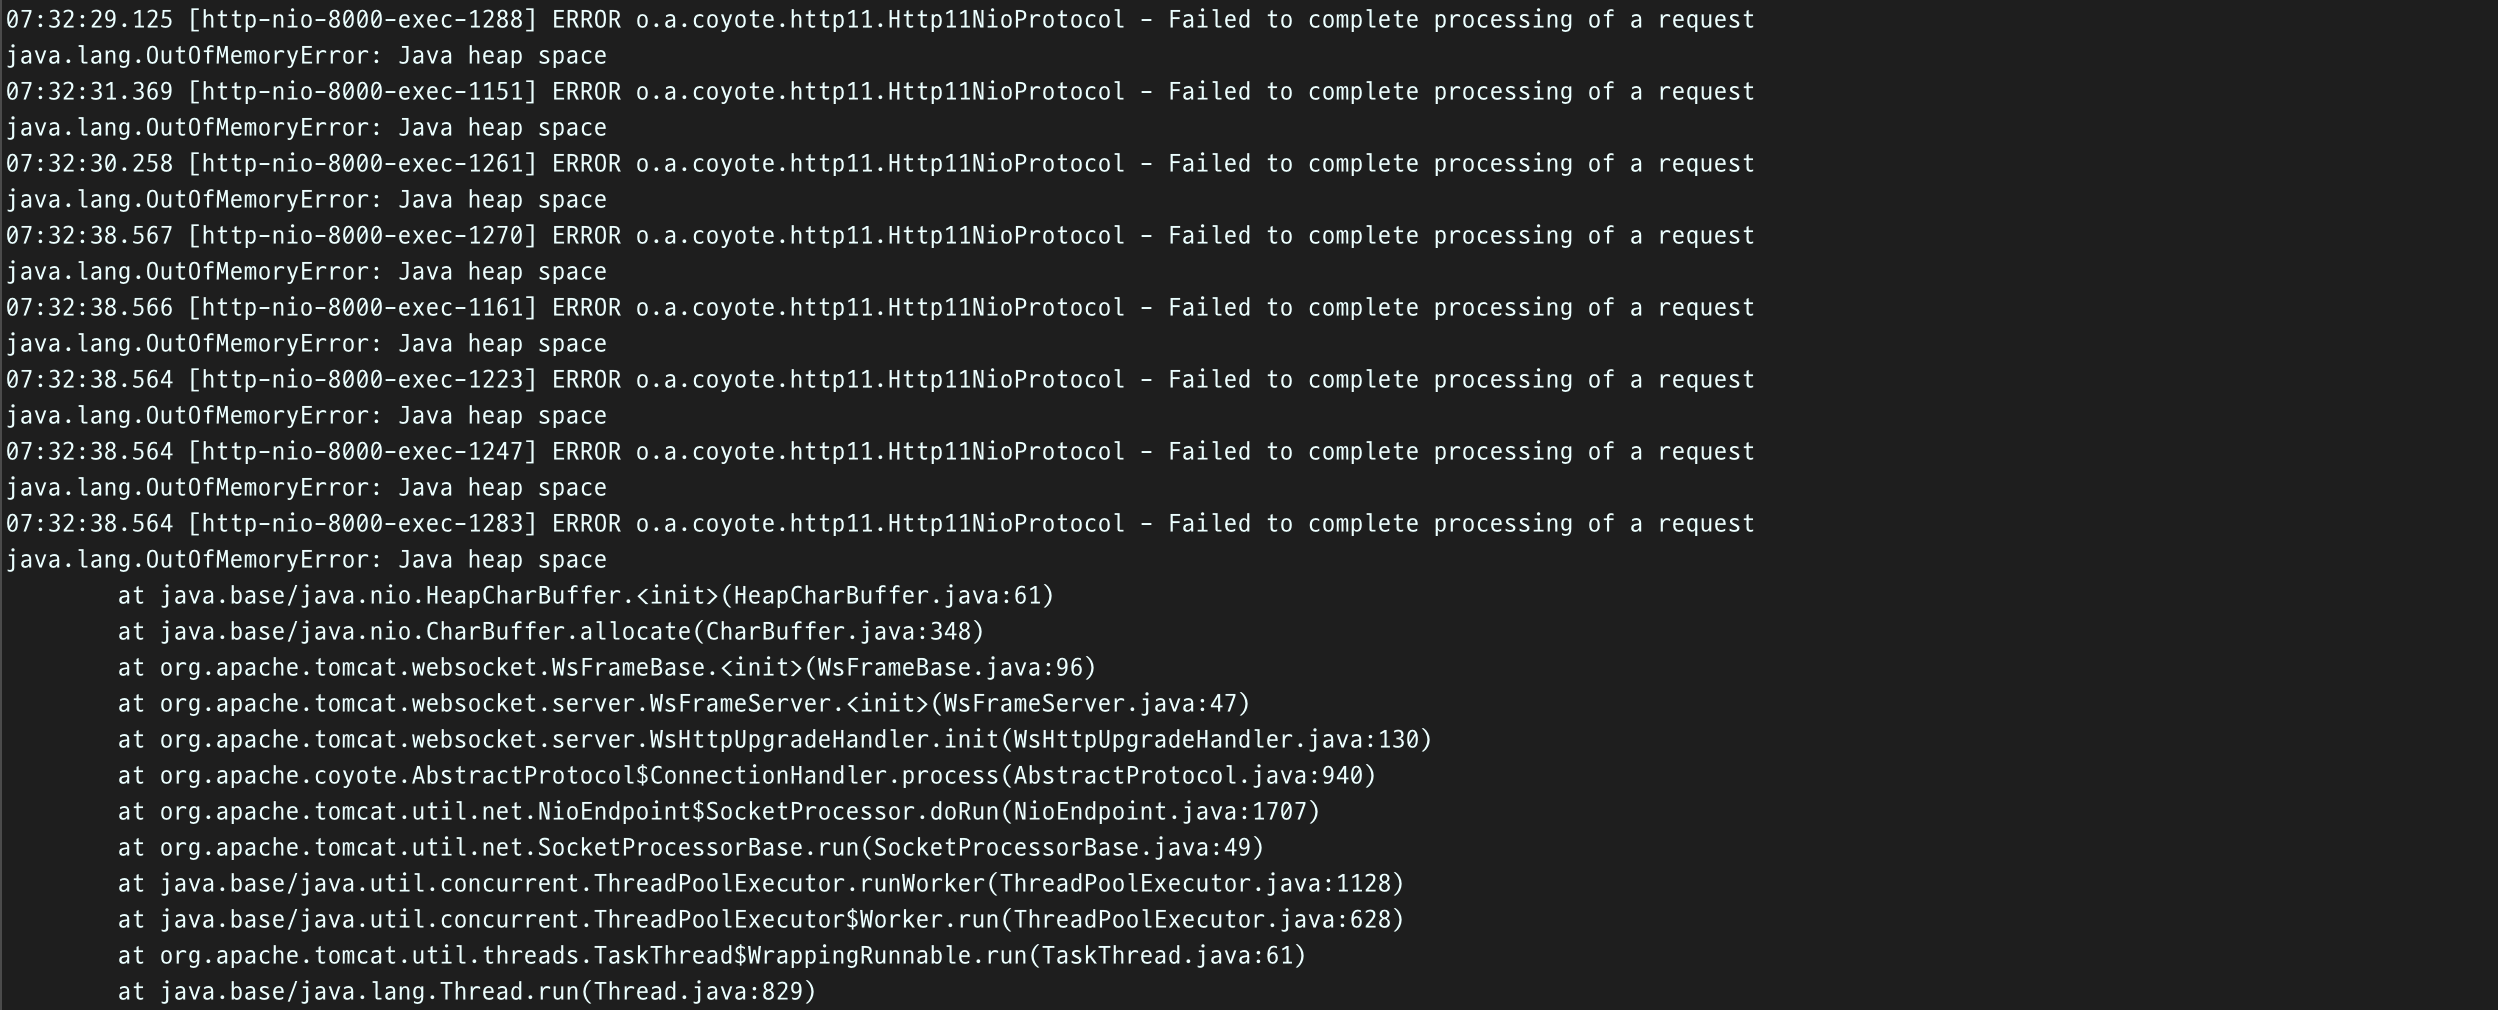 07:32:29.125 [http-nio-8000-exec-1288] ERROR o.a.coyote.http11.Http11NioProtocol - Failed to complete processing of a request
java.lang.OutOfMemoryError: Java heap space
07:32:31.369 [http-nio-8000-exec-1151] ERROR o.a.coyote.http11.Http11NioProtocol - Failed to complete processing of a request
java.lang.OutOfMemoryError: Java heap space
07:32:30.258 [http-nio-8000-exec-1261] ERROR o.a.coyote.http11.Http11NioProtocol - Failed to complete processing of a request
java.lang.OutOfMemoryError: Java heap space
07:32:38.567 [http-nio-8000-exec-1270] ERROR o.a.coyote.http11.Http11NioProtocol - Failed to complete processing of a request
java.lang.OutOfMemoryError: Java heap space
07:32:38.566 [http-nio-8000-exec-1161] ERROR o.a.coyote.http11.Http11NioProtocol - Failed to complete processing of a request
java.lang.OutOfMemoryError: Java heap space
07:32:38.564 [http-nio-8000-exec-1223] ERROR o.a.coyote.http11.Http11NioProtocol - Failed to complete processing of a request
java.lang.OutOfMemoryError: Java heap space
07:32:38.564 [http-nio-8000-exec-1247] ERROR o.a.coyote.http11.Http11NioProtocol - Failed to complete processing of a request
java.lang.OutOfMemoryError: Java heap space
07:32:38.564 [http-nio-8000-exec-1283] ERROR o.a.coyote.http11.Http11NioProtocol - Failed to complete processing of a request
java.lang.OutOfMemoryError: Java heap space
        at java.base/java.nio.HeapCharBuffer.<init>(HeapCharBuffer.java:61)
        at java.base/java.nio.CharBuffer.allocate(CharBuffer.java:348)
        at org.apache.tomcat.websocket.WsFrameBase.<init>(WsFrameBase.java:96)
        at org.apache.tomcat.websocket.server.WsFrameServer.<init>(WsFrameServer.java:47)
        at org.apache.tomcat.websocket.server.WsHttpUpgradeHandler.init(WsHttpUpgradeHandler.java:130)
        at org.apache.coyote.AbstractProtocol$ConnectionHandler.process(AbstractProtocol.java:940)
        at org.apache.tomcat.util.net.NioEndpoint$SocketProcessor.doRun(NioEndpoint.java:1707)
        at org.apache.tomcat.util.net.SocketProcessorBase.run(SocketProcessorBase.java:49)
        at java.base/java.util.concurrent.ThreadPoolExecutor.runWorker(ThreadPoolExecutor.java:1128)
        at java.base/java.util.concurrent.ThreadPoolExecutor$Worker.run(ThreadPoolExecutor.java:628)
        at org.apache.tomcat.util.threads.TaskThread$WrappingRunnable.run(TaskThread.java:61)
        at java.base/java.lang.Thread.run(Thread.java:829)